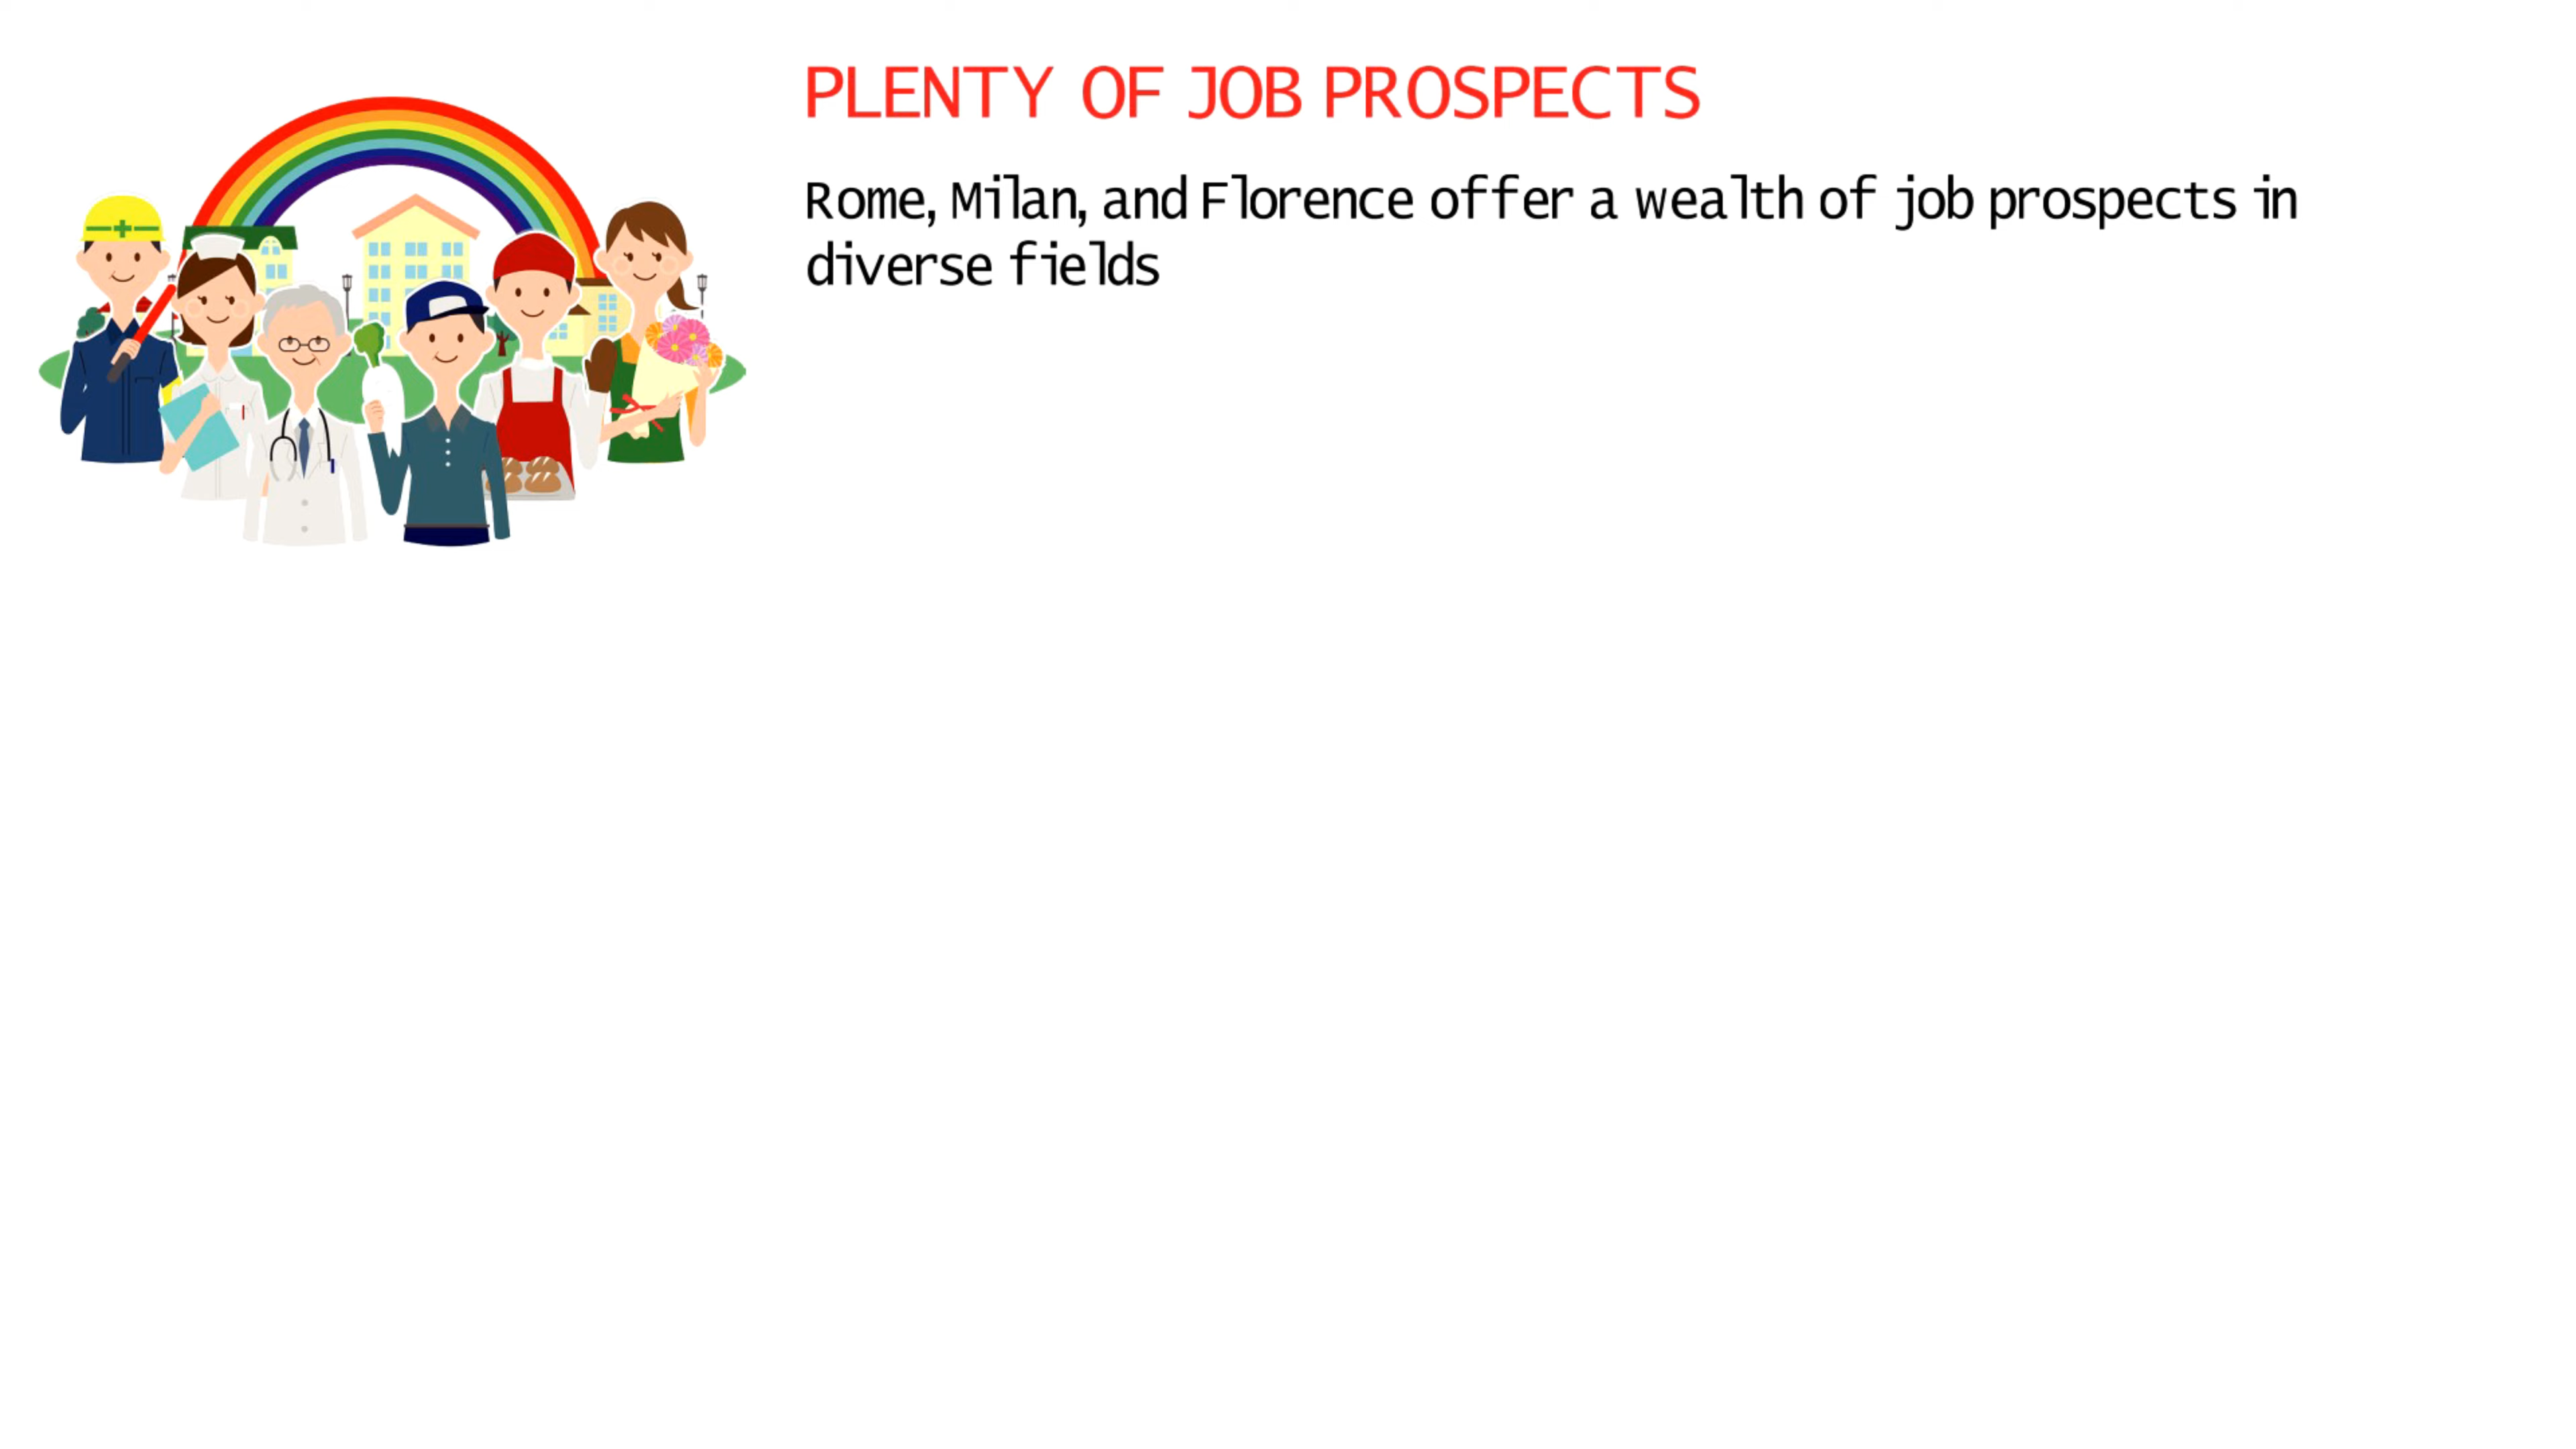 PLENTY OF JOB PROSPECTS
Rome, Milan, and Florence offer a wealth of job prospects in
diverse fields